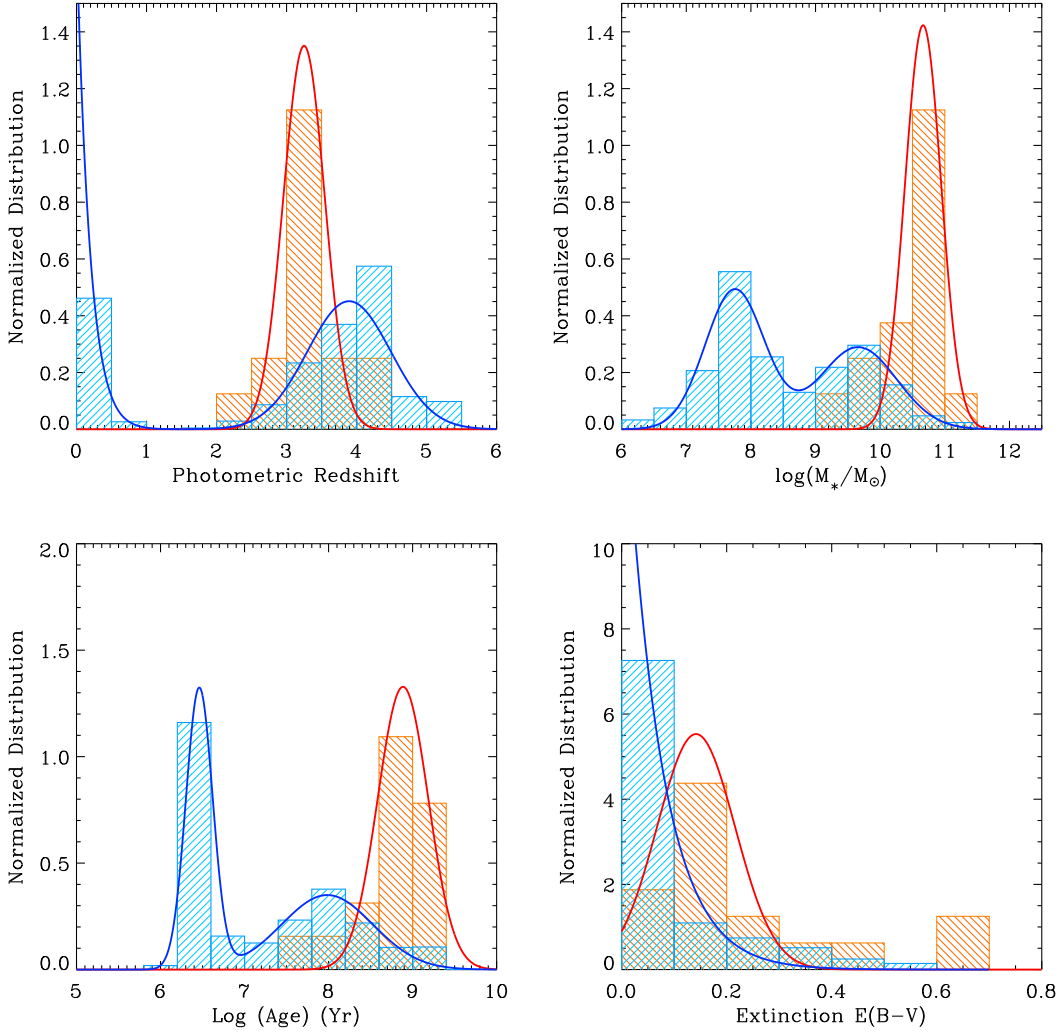 1.4
1.2
1.0
0.8
0.6
0.4
0.2
0.0
Normalized Distribution
0 1 2 3 4 5 6
Photometric Redshift
1.4
1.2
1.0
0.8
0.6
0.4
0.2
0.0
Normalized Distribution
6 7 8 9 10 11 12
log(M*/M☉)
2.0
1.5
1.0
0.5
0.0
Normalized Distribution
5 6 7 8 9 10
Log (Age) (Yr)
10
8
6
4
2
0
Normalized Distribution
0.0 0.2 0.4 0.6 0.8
Extinction E(B−V)